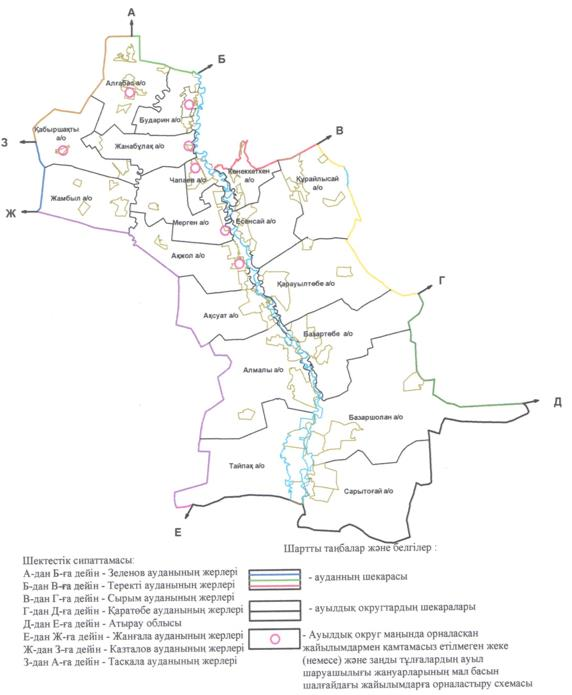 А
Б
Алғабас а/о
Бударин а/о
В
З
Қабыршақты
а/о
Жанабұлақ а/о
Көнеккеткен
а/о
Чапаев а/о
Құрайлысай
а/о
Жамбыл а/о
Ж
Мерген а/о
Есенсай а/о
Ақжол а/о
Г
Қарауылтөбе а/о
Ақсуат а/о
Базартөбе а/о
Алмалы а/о
Д
Базаршолан а/о
Тайпақ а/о
Сарытоғай а/о
Е
Шектестік сипаттамасы:
А-дан Б-ға дейін - Зеленов ауданының жерлері
Б-дан В-ға дейін - Теректі ауданының жерлері
В-дан Г-ға дейін - Сырым ауданының жерлері
Г-дан Д-ға дейін - Қаратөбе ауданының жерлері
Д-дан Е-ға дейін - Атырау облысы
Е-дан Ж-ға дейін - Жаңғала ауданының жерлері
Ж-дан З-ға дейін - Казталов ауданының жерлері
З-дан А-ға дейін - Таскала ауданының жерлері
Шартты таңбалар және белгілер :
- ауданның шекарасы
- ауылдық округтардың шекаралары
- Ауылдық округ маңында орналасқан
жайылымдармен қамтамасыз етілмеген жеке
(немесе) және заңды тұлғалардың ауыл
шаруашылығы жануарларының мал басын
шалғайдағы жайылымдарға орналастыру схемасы